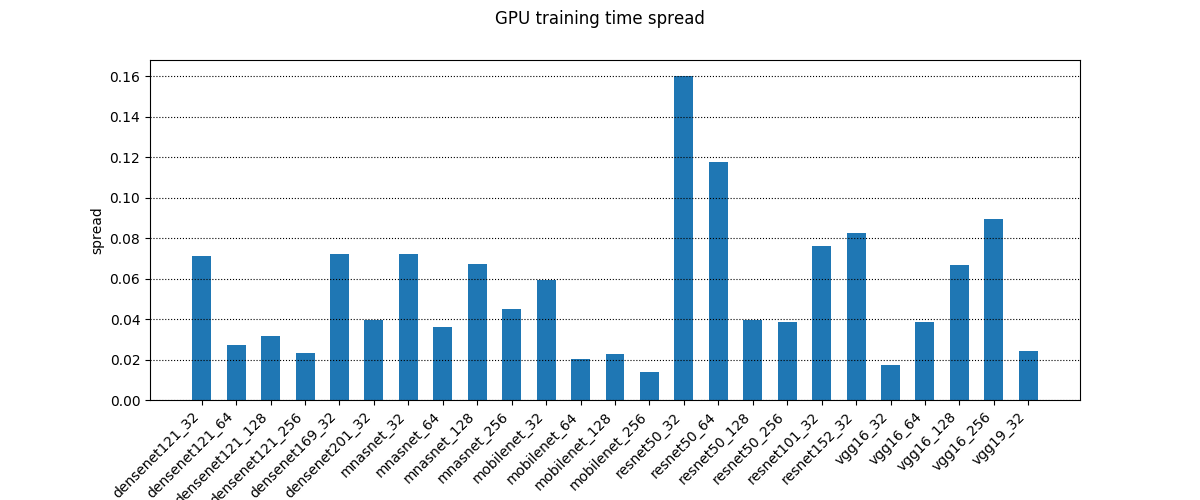 GPU training time spread
0.16
0.14
0.12
0.10
0.08
0.06
0.04
0.02
0.00
spread
densenet121_32
densenet121_64
densenet121_128
densenet121_256
densenet169_32
densenet201_32
mnasnet_32
mnasnet_64
mnasnet_128
mnasnet_256
mobilenet_32
mobilenet_64
mobilenet_128
mobilenet_256
resnet50_32
resnet50_64
resnet50_128
resnet50_256
resnet101_32
resnet152_32
vgg16_32
vgg16_64
vgg16_128
vgg16_256
vgg19_32